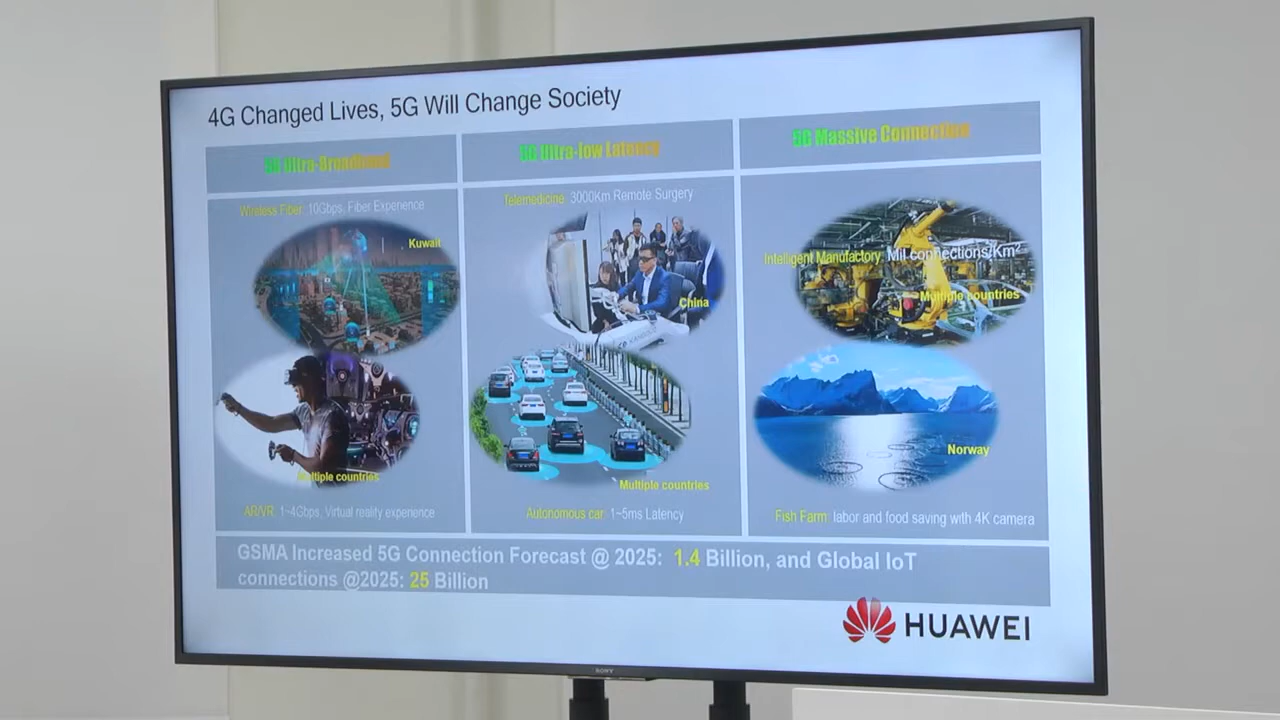 4G Changed Lives, 5G Will Change Society
5G Ultra-Broadband
Wireless Fiber: 10Gbps, Fiber Experience
Kuwait
Multiple countries
AR/VR: 1~4Gbps, Virtual reality experience
5G Ultra-low Latency
Telemedicine: 3000Km Remote Surgery
China
Multiple countries
Autonomous car: 1~5ms Latency
5G Massive Connection
Intelligent Manufactory: Mil connections/Km²
Multiple countries
Norway
Fish Farm: labor and food saving with 4K camera
GSMA Increased 5G Connection Forecast @ 2025: 1.4 Billion, and Global IoT
connections @2025: 25 Billion
HUAWEI
SONY